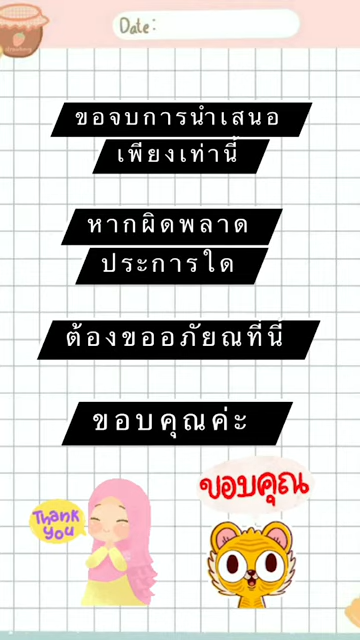 Date:
ขอจบการนำเสนอ
เพียงเท่านี้
หากผิดพลาด
ประการใด
ต้องขออภัยณที่นี้
ขอบคุณค่ะ
ขอบคุณ
Thank
you